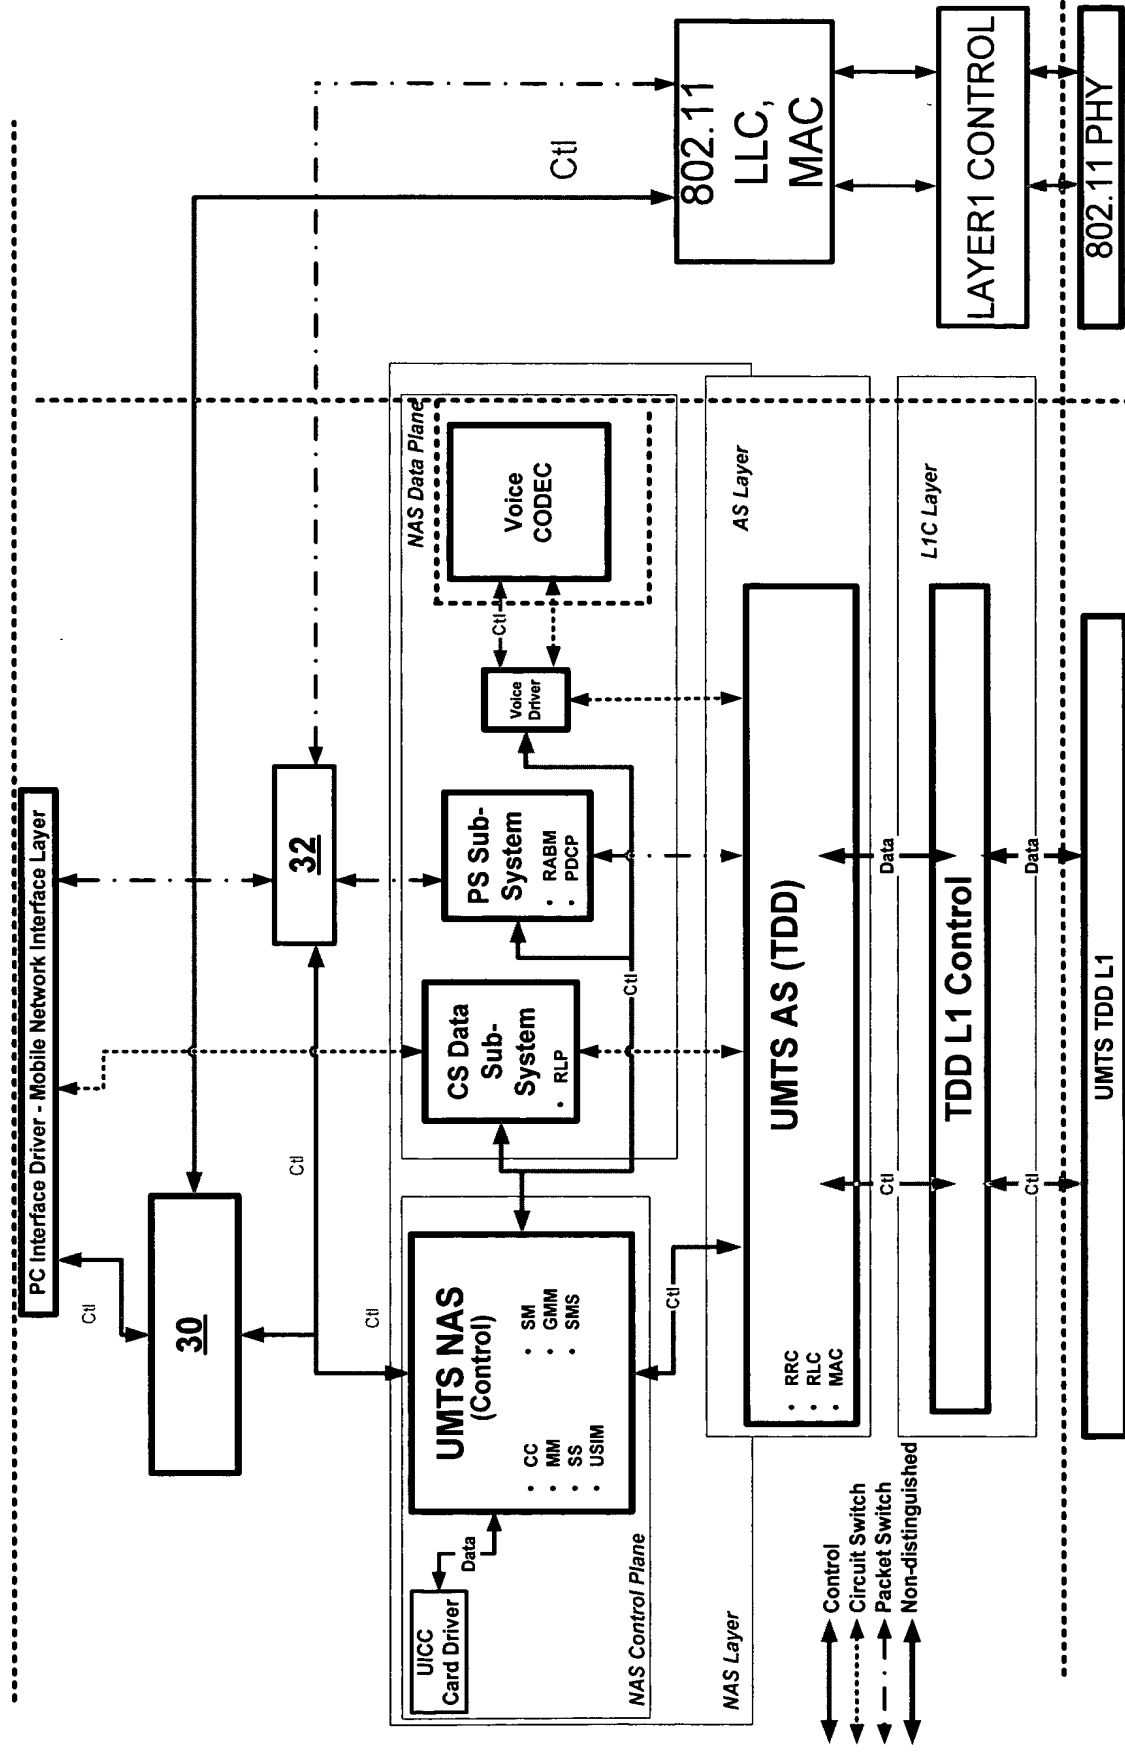 PC Interface Driver - Mobile Network Interface Layer
Ctl
30
Ctl
32
Ctl
Ctl
802.11
LLC,
MAC
LAYER1 CONTROL
802.11 PHY
UICC
Card Driver
Data
UMTS NAS
(Control)
· CC
· MM
· SS
· USIM
· SM
· GMM
· SMS
NAS Control Plane
NAS Layer
NAS Data Plane
CS Data
Sub-
System
· RLP
PS Sub-
System
· RABM
· PDCP
Voice
Driver
Ctl
Voice
CODEC
Ctl
Ctl
AS Layer
UMTS AS (TDD)
· RRC
· RLC
· MAC
Ctl
Data
L1C Layer
TDD L1 Control
Ctl
Data
UMTS TDD L1
Control
Circuit Switch
Packet Switch
Non-distinguished